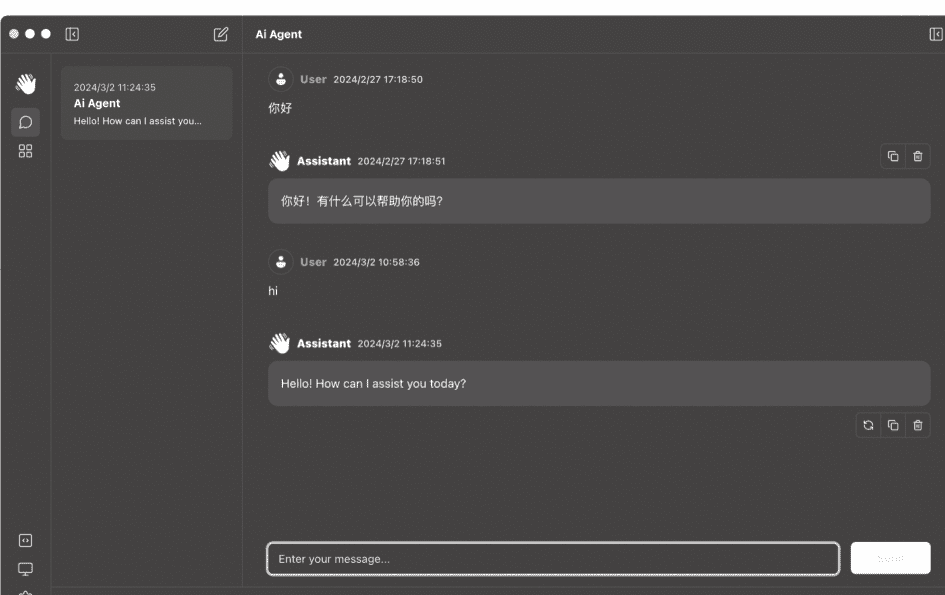 Ai Agent
2024/3/2 11:24:35
Ai Agent
Hello! How can I assist you...
User 2024/2/27 17:18:50
你好
Assistant 2024/2/27 17:18:51
你好！有什么可以帮助你的吗？
User 2024/3/2 10:58:36
hi
Assistant 2024/3/2 11:24:35
Hello! How can I assist you today?
Enter your message...